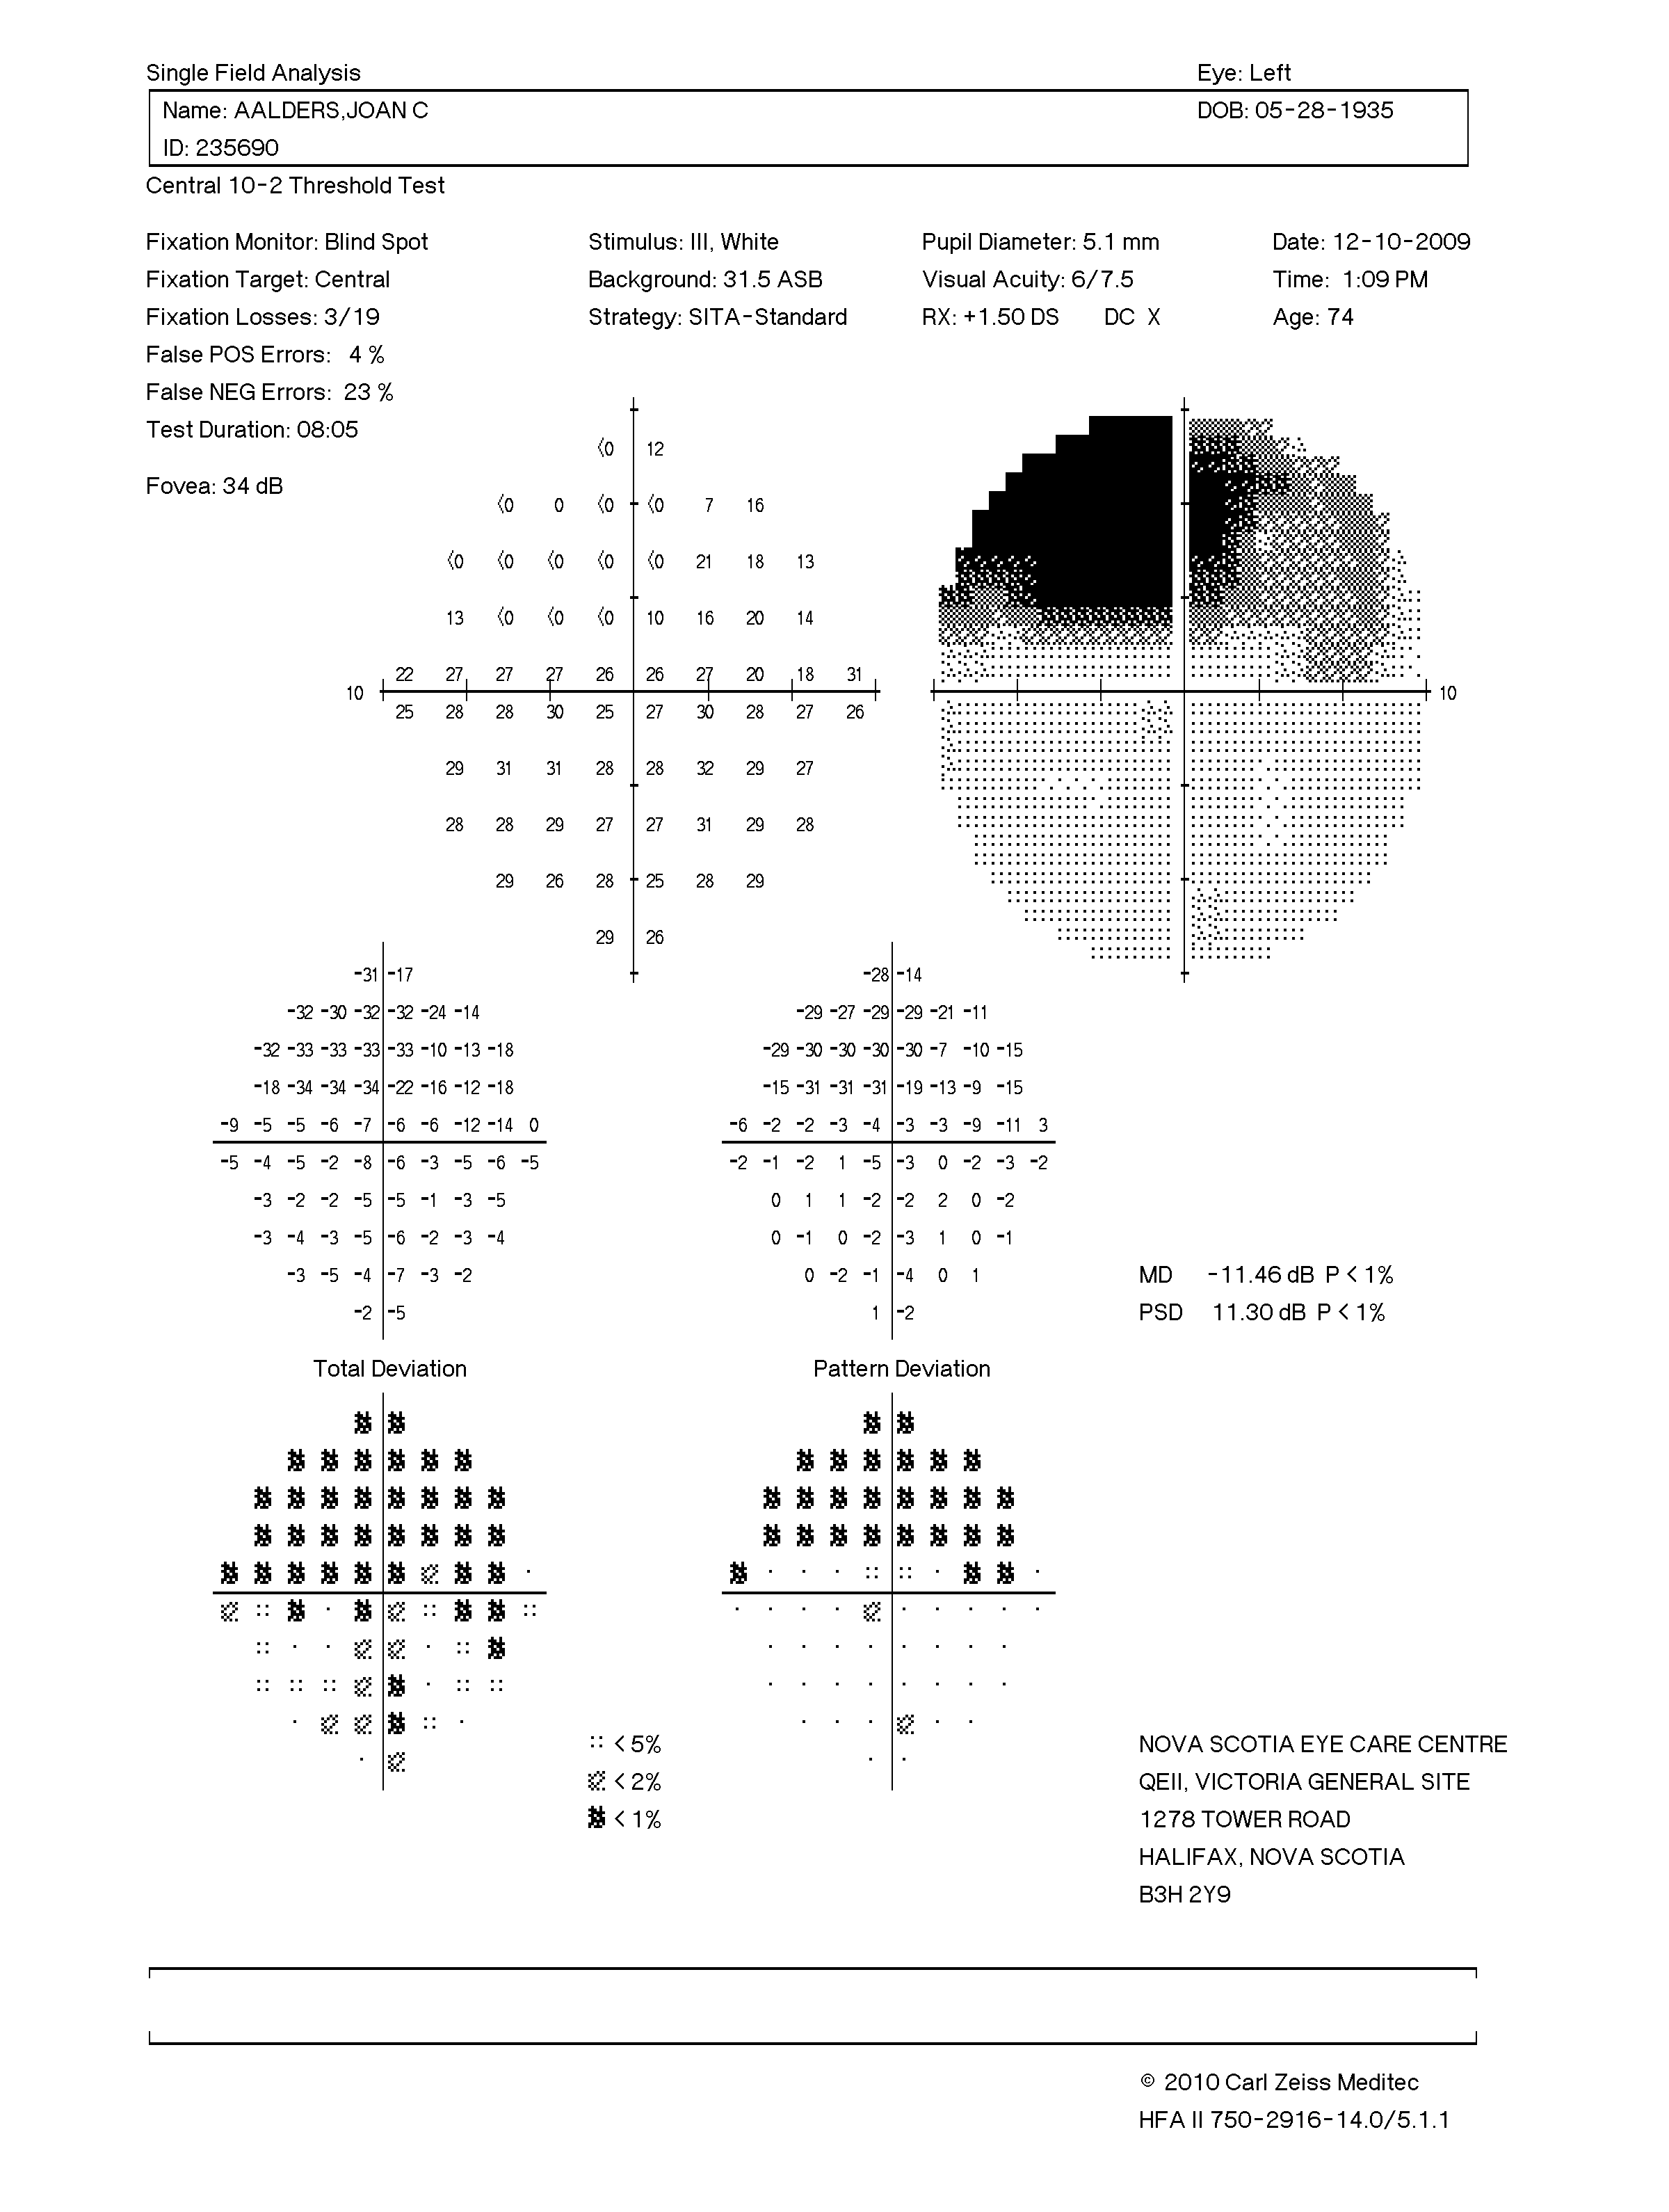 Single Field Analysis Eye: Left
Name: AALDERS,JOAN C DOB: 05-28-1935
ID: 235690
Central 10-2 Threshold Test
Fixation Monitor: Blind Spot Stimulus: III, White Pupil Diameter: 5.1 mm Date: 12-10-2009
Fixation Target: Central Background: 31.5 ASB Visual Acuity: 6/7.5 Time: 1:09 PM
Fixation Losses: 3/19 Strategy: SITA-Standard RX: +1.50 DS DC X Age: 74
False POS Errors: 4 %
False NEG Errors: 23 %
Test Duration: 08:05
Fovea: 34 dB
<0 12
<0 0 <0 <0 7 16
<0 <0 <0 <0 <0 21 18 13
13 <0 <0 <0 10 16 20 14
22 27 27 27 26 26 27 20 18 31
10 10
25 28 28 30 25 27 30 28 27 26
29 31 31 28 28 32 29 27
28 28 29 27 27 31 29 28
29 26 28 25 28 29
29 26
-31 -17 -28 -14
-32 -30 -32 -32 -24 -14 -29 -27 -29 -29 -21 -11
-32 -33 -33 -33 -33 -10 -13 -18 -29 -30 -30 -30 -30 -7 -10 -15
-18 -34 -34 -34 -22 -16 -12 -18 -15 -31 -31 -31 -19 -13 -9 -15
-9 -5 -5 -6 -7 -6 -6 -12 -14 0 -6 -2 -2 -3 -4 -3 -3 -9 -11 3
-5 -4 -5 -2 -8 -6 -3 -5 -6 -5 -2 -1 -2 1 -5 -3 0 -2 -3 -2
-3 -2 -2 -5 -5 -1 -3 -5 0 1 1 -2 -2 2 0 -2
-3 -4 -3 -5 -6 -2 -3 -4 0 -1 0 -2 -3 1 0 -1
-3 -5 -4 -7 -3 -2 0 -2 -1 -4 0 1 MD -11.46 dB P < 1%
-2 -5 1 -2 PSD 11.30 dB P < 1%
Total Deviation Pattern Deviation
< 5% NOVA SCOTIA EYE CARE CENTRE
< 2% QEII, VICTORIA GENERAL SITE
< 1% 1278 TOWER ROAD
HALIFAX, NOVA SCOTIA
B3H 2Y9
© 2010 Carl Zeiss Meditec
HFA II 750-2916-14.0/5.1.1